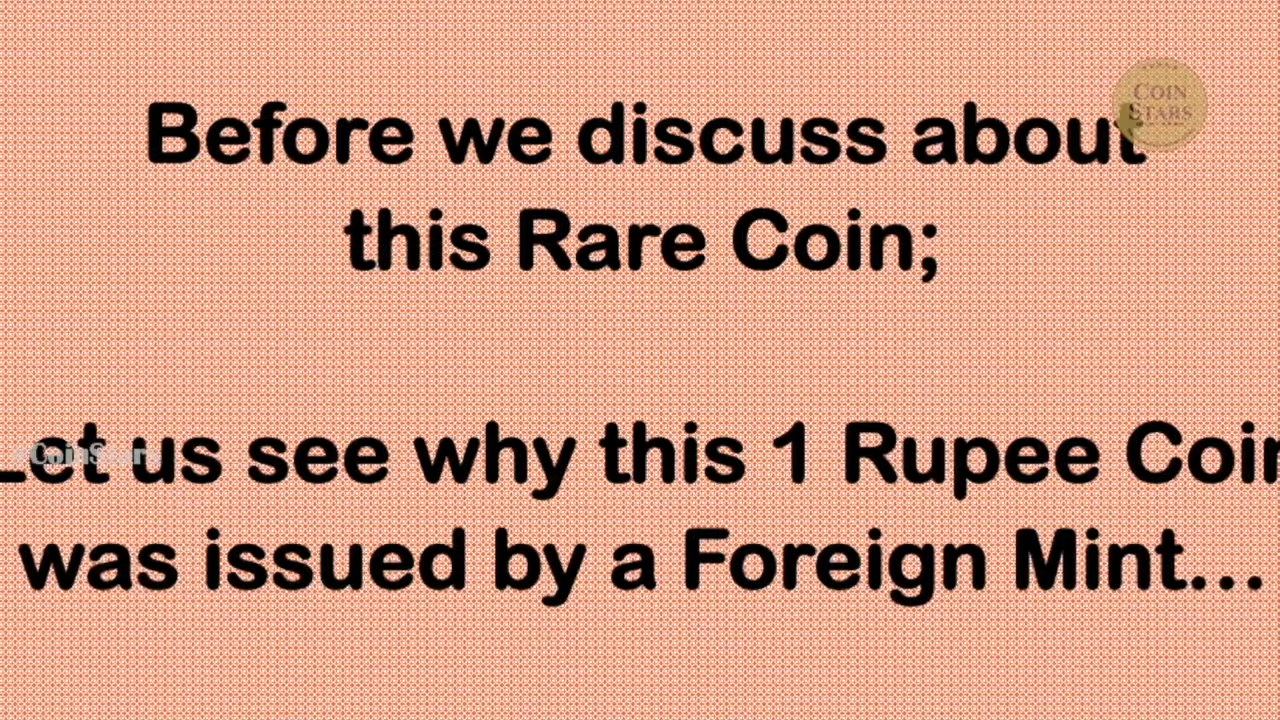 COIN
STARS
Before we discuss about
this Rare Coin;
Let us see why this 1 Rupee Coin
#CoinStar
was issued by a Foreign Mint...